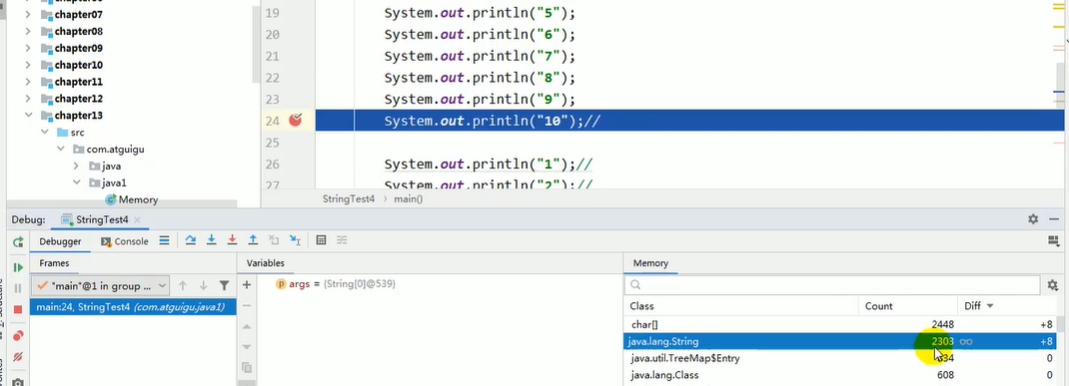 chapter07
chapter08
chapter09
chapter10
chapter11
chapter12
chapter13
src
com.atguigu
java
java1
Memory
19 System.out.println("5");
20 System.out.println("6");
21 System.out.println("7");
22 System.out.println("8");
23 System.out.println("9");
24 System.out.println("10");//
25
26 System.out.println("1");//
27 System.out.println("2");//
StringTest4 › main()
Debug: StringTest4
Debugger Console
Frames
"main"@1 in group ...
main:24, StringTest4 (com.atguigu.java1)
Variables
args = {String[0]@539}
Memory
Class Count Diff
char[] 2448 +8
java.lang.String 2303 +8
java.util.TreeMap$Entry 0
java.lang.Class 608 0